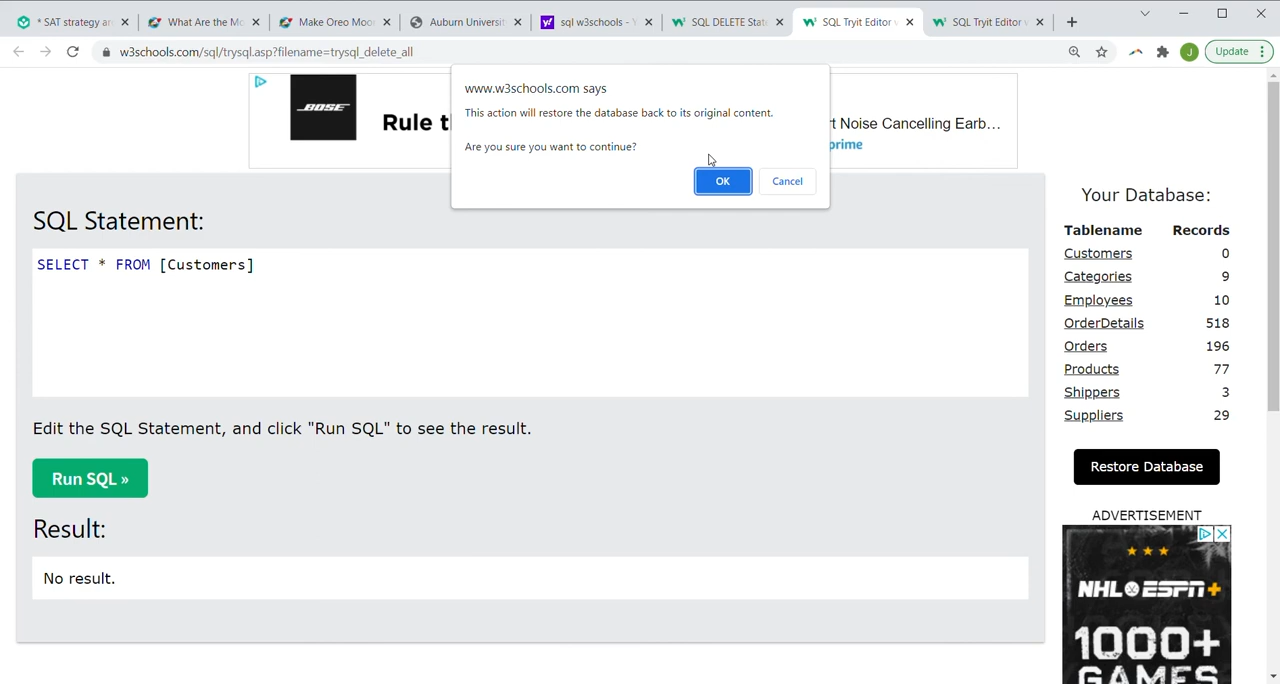 * SAT strategy an
What Are the Mo
Make Oreo Moo
Auburn Universit
sql w3schools - Y
SQL DELETE State
SQL Tryit Editor v
SQL Tryit Editor v
w3schools.com/sql/trysql.asp?filename=trysql_delete_all
J
Update
www.w3schools.com says
This action will restore the database back to its original content.
Are you sure you want to continue?
OK
Cancel
BOSE
Rule t
rt Noise Cancelling Earb...
prime
SQL Statement:
SELECT * FROM [Customers]
Edit the SQL Statement, and click "Run SQL" to see the result.
Run SQL »
Result:
No result.
Your Database:
Tablename Records
Customers 0
Categories 9
Employees 10
OrderDetails 518
Orders 196
Products 77
Shippers 3
Suppliers 29
Restore Database
ADVERTISEMENT
NHL ESPN+
1000+
GAMES